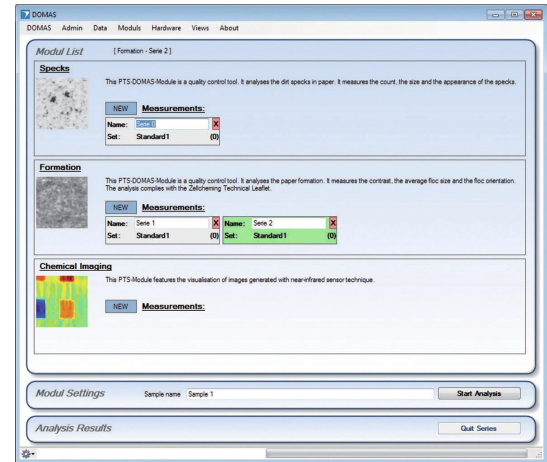 DOMAS
DOMAS Admin Data Moduls Hardware Views About
Modul List [ Formation - Serie 2 ]
Specks
This PTS-DOMAS-Module is a quality control tool. It analyses the dirt specks in paper. It measures the count, the size and the appearance of the specks.
NEW Measurements:
Name: Serie 0 X
Set: Standard1 (0)
Formation
This PTS-DOMAS-Module is a quality control tool. It analyses the paper formation. It measures the contrast, the average floc size and the floc orientation.
The analysis complies with the Zellcheming Technical Leaflet.
NEW Measurements:
Name: Serie 1 X Name: Serie 2 X
Set: Standard1 (0) Set: Standard1 (0)
Chemical Imaging
This PTS-Module features the visualisation of images generated with near-infrared sensor technique.
NEW Measurements:
Modul Settings Sample name Sample 1 Start Analysis
Analysis Results Quit Series